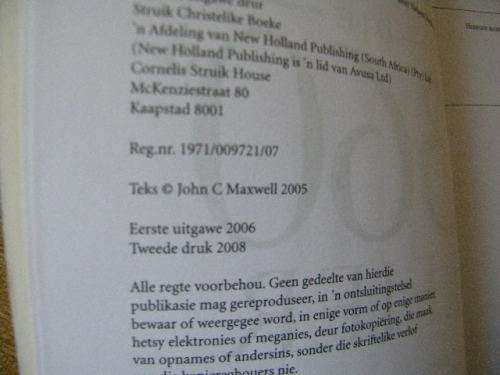 deur
Struik Christelike Boeke
'n Afdeling van New Holland Publishing (South Africa) (Pty) Ltd
(New Holland Publishing is 'n lid van Avusa Ltd)
Cornelis Struik House
McKenziestraat 80
Kaapstad 8001
Reg.nr. 1971/009721/07
Teks © John C Maxwell 2005
Eerste uitgawe 2006
Tweede druk 2008
Alle regte voorbehou. Geen gedeelte van hierdie
publikasie mag gereproduseer, in 'n ontsluitingstelsel
bewaar of weergegee word, in enige vorm of op enige manier,
hetsy elektronies of meganies, deur fotokopiëring, die maak
van opnames of andersins, sonder die skriftelike verlof
nie.